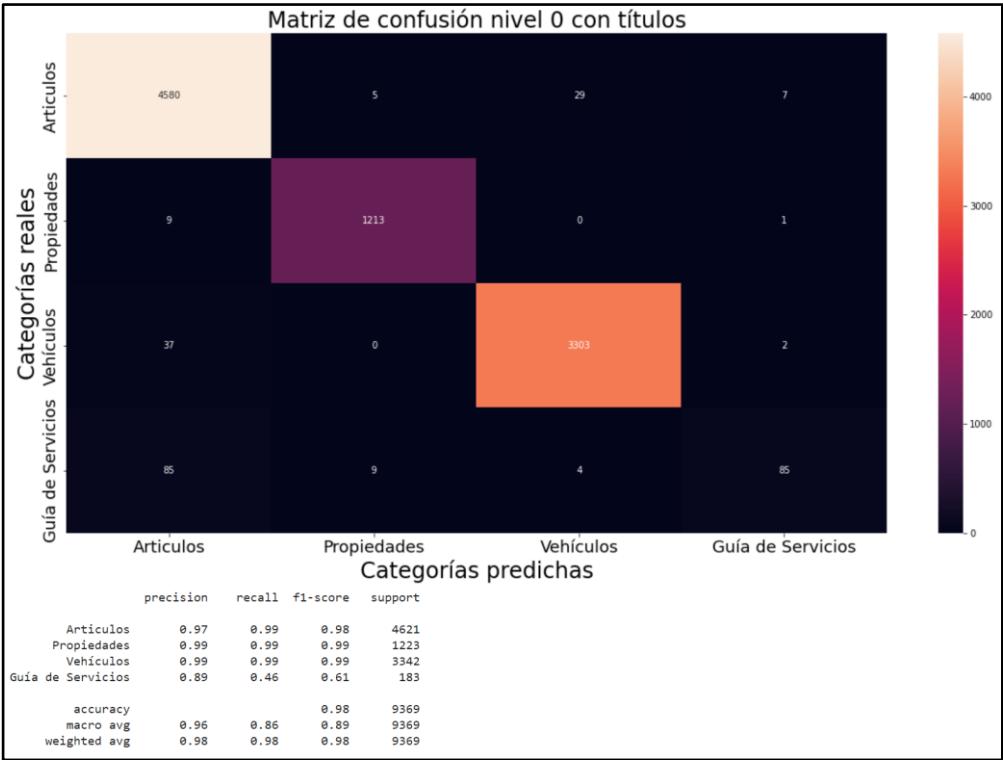 Matriz de confusión nivel 0 con títulos
Categorías reales
Articulos
4580 5 29 7
Propiedades
9 1213 0 1
Vehículos
37 0 3303 2
Guía de Servicios
85 9 4 85
4000
3000
2000
1000
0
Articulos Propiedades Vehículos Guía de Servicios
Categorías predichas
precision recall f1-score support
Articulos 0.97 0.99 0.98 4621
Propiedades 0.99 0.99 0.99 1223
Vehículos 0.99 0.99 0.99 3342
Guía de Servicios 0.89 0.46 0.61 183
accuracy 0.98 9369
macro avg 0.96 0.86 0.89 9369
weighted avg 0.98 0.98 0.98 9369